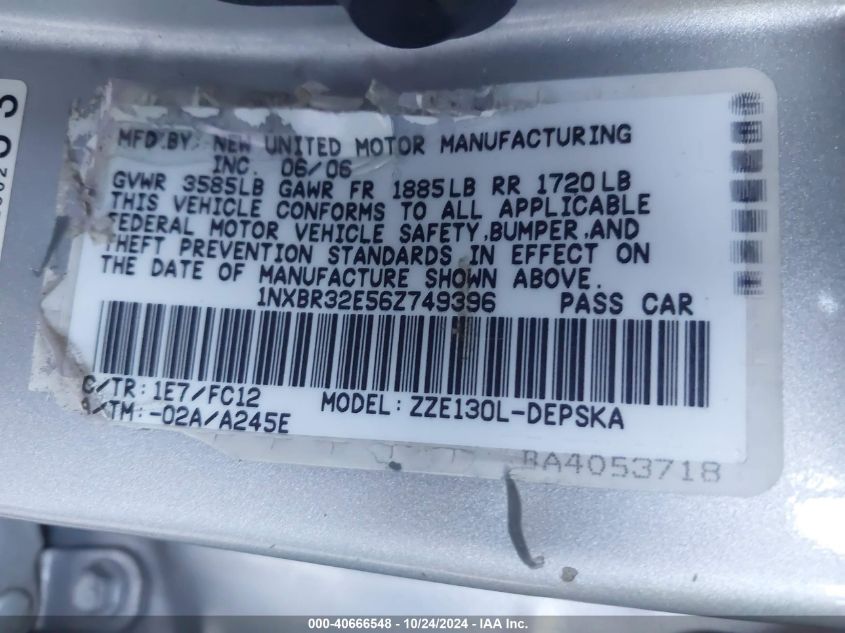 MFD.BY. NEW UNITED MOTOR MANUFACTURING
INC. 06/06
GVWR 3585LB GAWR FR 1885LB RR 1720LB
THIS VEHICLE CONFORMS TO ALL APPLICABLE
FEDERAL MOTOR VEHICLE SAFETY,BUMPER,AND
THEFT PREVENTION STANDARDS IN EFFECT ON
THE DATE OF MANUFACTURE SHOWN ABOVE.
1NXBR32E56Z749396 PASS CAR
C/TR: 1E7/FC12
A/TM: -02A/A245E
MODEL: ZZE130L-DEPSKA
BA4053718
000-40666548 - 10/24/2024 - IAA Inc.